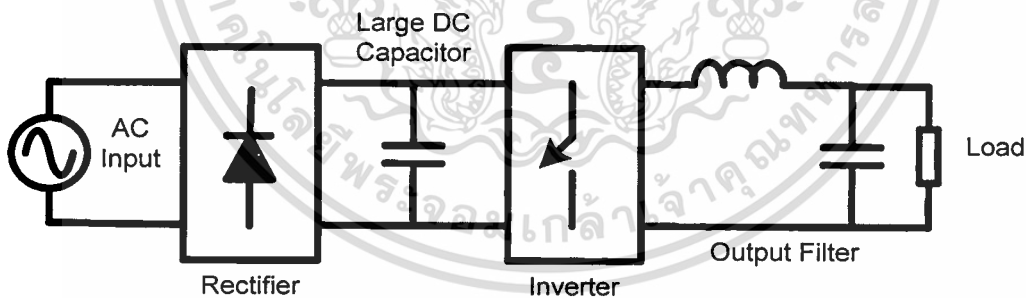 Large DC
Capacitor
AC
Input
Load
Output Filter
Rectifier
Inverter